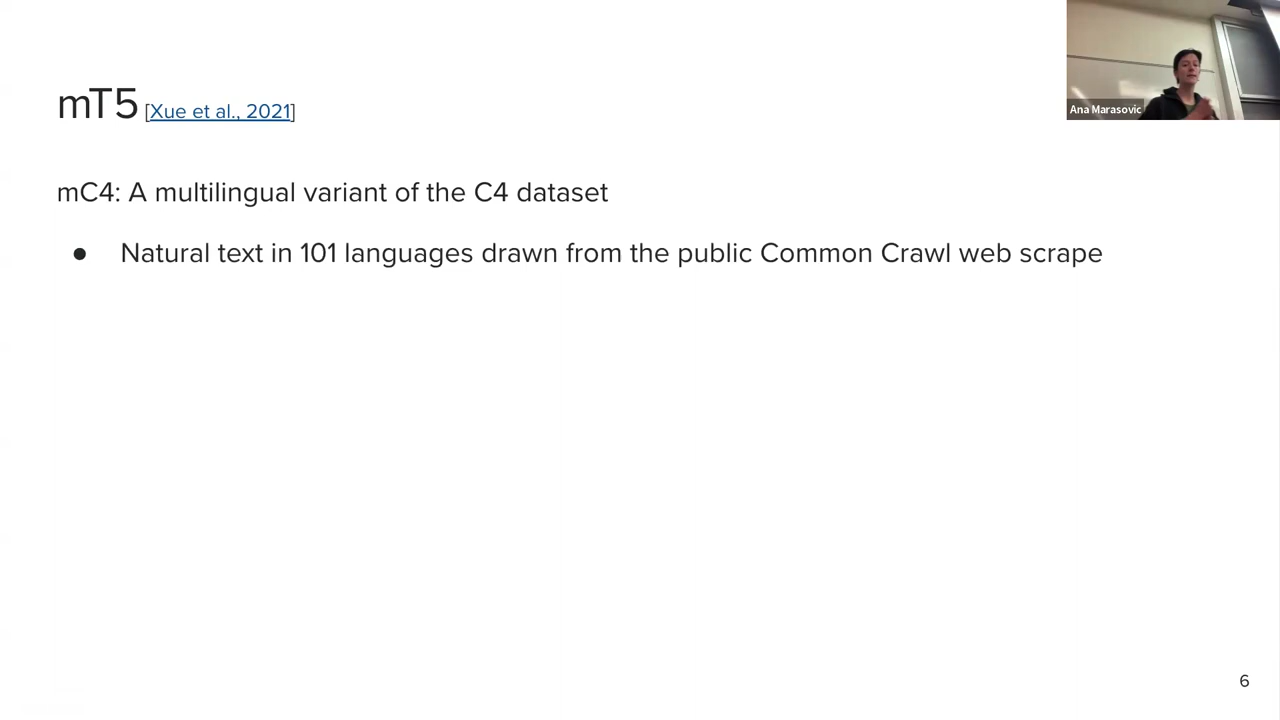 mT5 [Xue et al., 2021]
Ana Marasovic
mC4: A multilingual variant of the C4 dataset
● Natural text in 101 languages drawn from the public Common Crawl web scrape
6